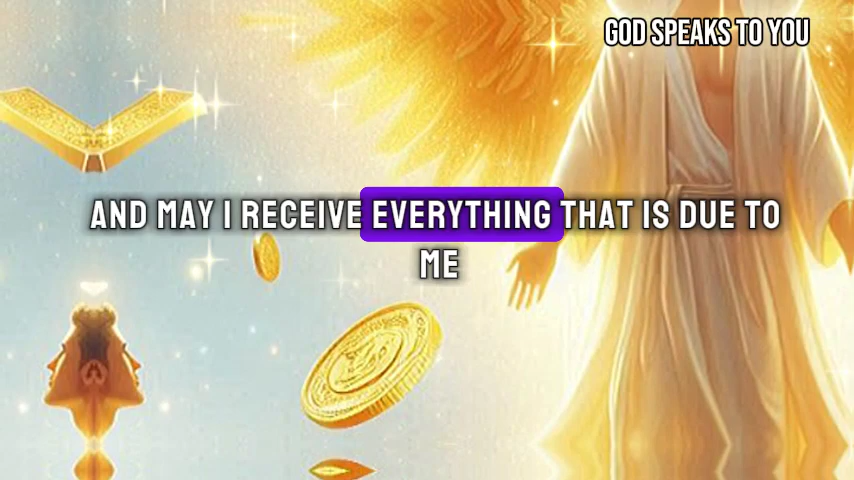 GOD SPEAKS TO YOU
AND MAY I RECEIVE EVERYTHING THAT IS DUE TO
ME